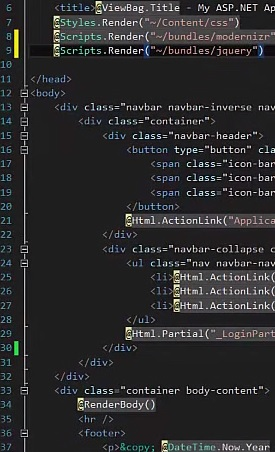 6 <title>@ViewBag.Title - My ASP.NET Ap
7 @Styles.Render("~/Content/css")
8 @Scripts.Render("~/bundles/modernizr"
9 @Scripts.Render("~/bundles/jquery")
10
11 </head>
12 <body>
13 <div class="navbar navbar-inverse nav
14 <div class="container">
15 <div class="navbar-header">
16 <button type="button" class
17 <span class="icon-bar
18 <span class="icon-bar
19 <span class="icon-bar
20 </button>
21 @Html.ActionLink("Applica
22 </div>
23 <div class="navbar-collapse c
24 <ul class="nav navbar-nav
25 <li>@Html.ActionLink(
26 <li>@Html.ActionLink(
27 <li>@Html.ActionLink(
28 </ul>
29 @Html.Partial("_LoginPart
30 </div>
31 </div>
32 </div>
33 <div class="container body-content">
34 @RenderBody()
35 <hr />
36 <footer>
37 <p>&copy; @DateTime.Now.Year